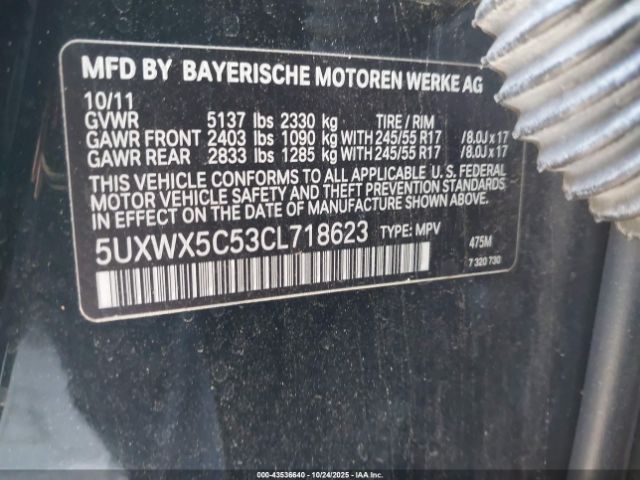 MFD BY BAYERISCHE MOTOREN WERKE AG
10/11
GVWR 5137 lbs 2330 kg TIRE / RIM
GAWR FRONT 2403 lbs 1090 kg WITH 245/55 R17 /8.0J x 17
GAWR REAR 2833 lbs 1285 kg WITH 245/55 R17 /8.0J x 17
THIS VEHICLE CONFORMS TO ALL APPLICABLE U. S. FEDERAL
MOTOR VEHICLE SAFETY AND THEFT PREVENTION STANDARDS
IN EFFECT ON THE DATE OF MANUFACTURE SHOWN ABOVE.
5UXWX5C53CL718623 TYPE: MPV 475M
7 320 730
000-43536640 - 10/24/2025 - IAA Inc.